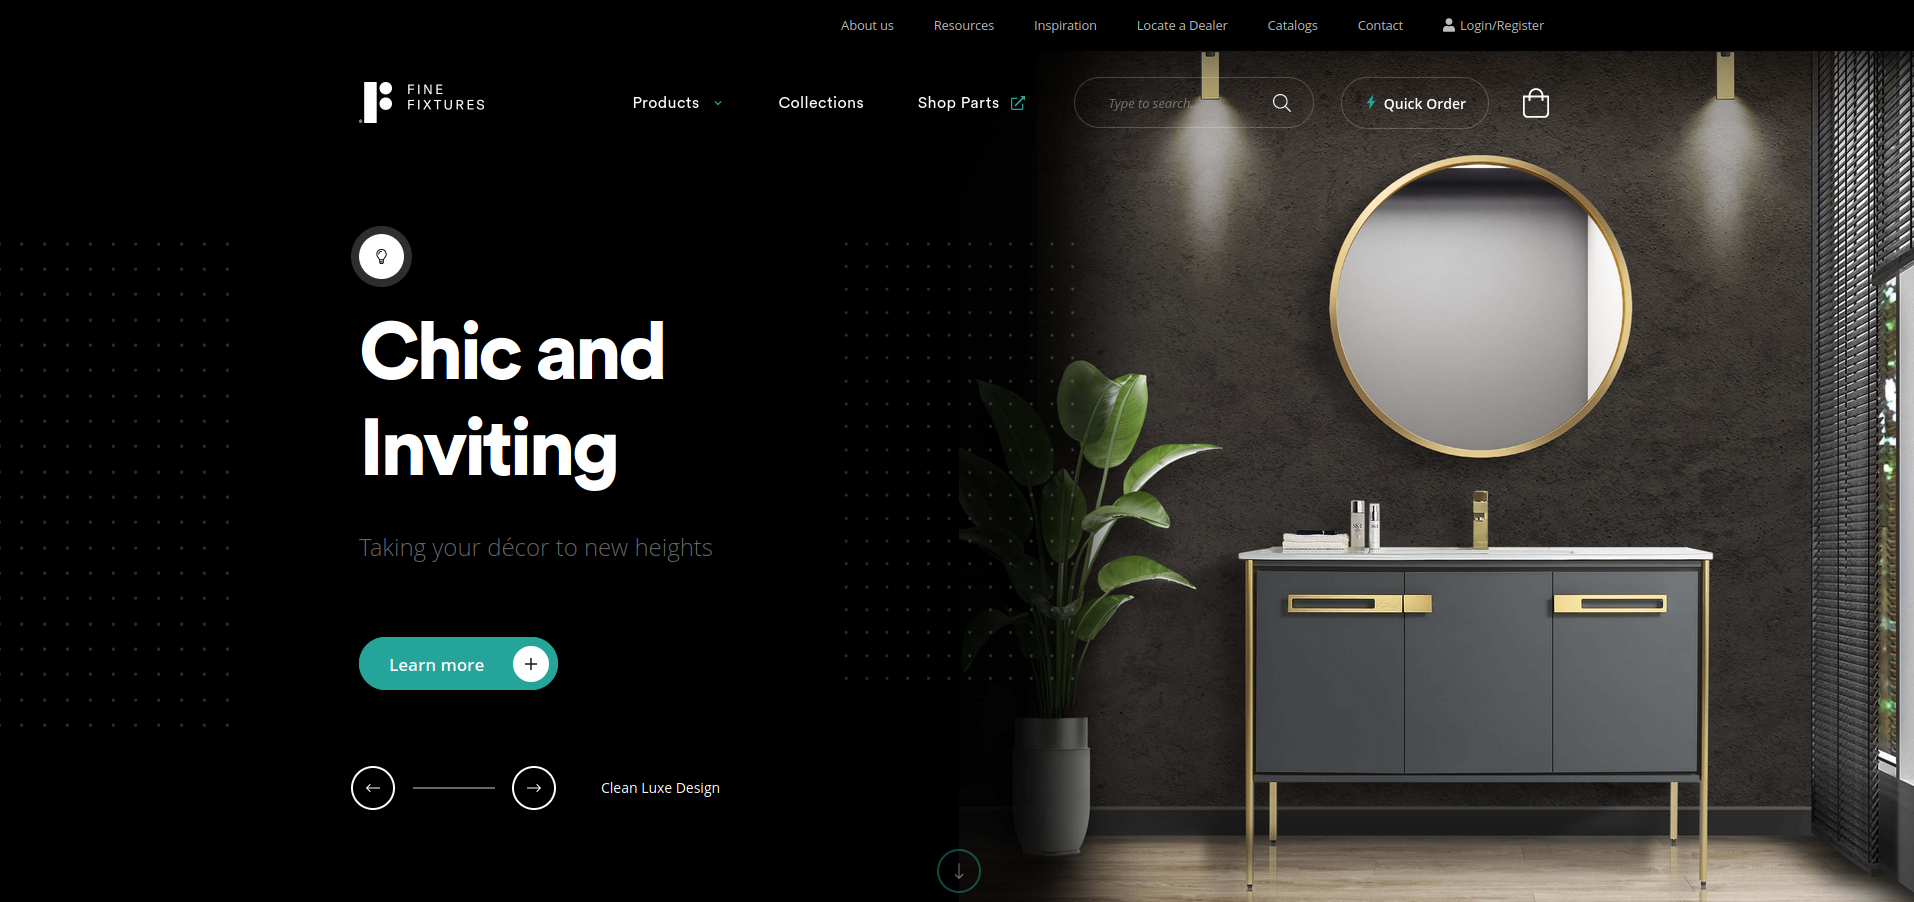 About us
Resources
Inspiration
Locate a Dealer
Catalogs
Contact
Login/Register
FINE
FIXTURES
Products
Collections
Shop Parts
Type to search...
Quick Order
Chic and
Inviting
Taking your décor to new heights
Learn more
Clean Luxe Design